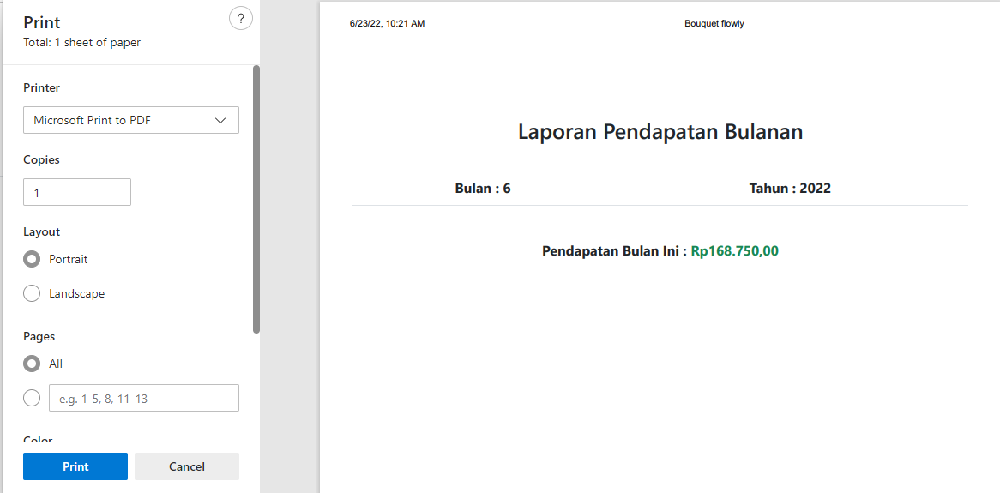 Print
?
Total: 1 sheet of paper
Printer
Microsoft Print to PDF
Copies
1
Layout
Portrait
Landscape
Pages
All
e.g. 1-5, 8, 11-13
Color
Print
Cancel
6/23/22, 10:21 AM
Bouquet flowly
Laporan Pendapatan Bulanan
Bulan : 6
Tahun : 2022
Pendapatan Bulan Ini : Rp168.750,00